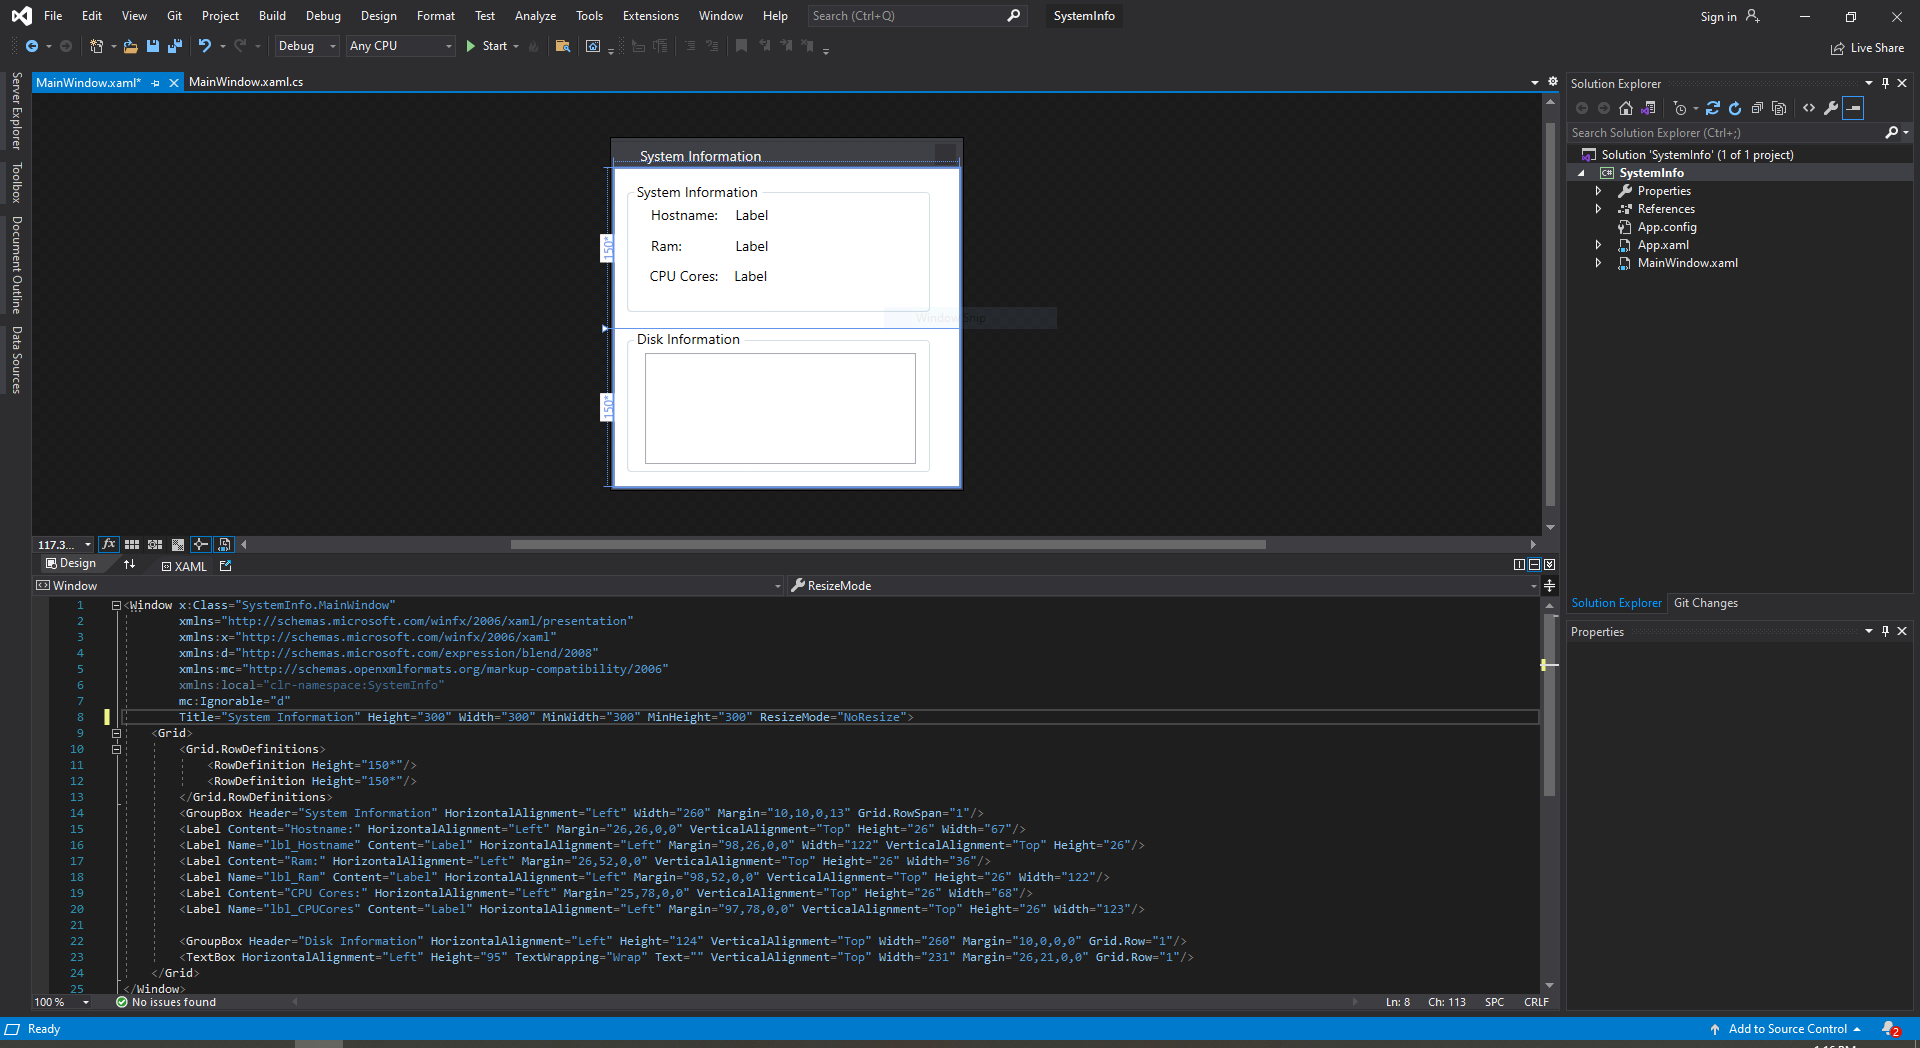 File Edit View Git Project Build Debug Design Format Test Analyze Tools Extensions Window Help Search (Ctrl+Q) SystemInfo Sign in
Debug Any CPU Start Live Share
Server Explorer
Toolbox
Document Outline
Data Sources
MainWindow.xaml* MainWindow.xaml.cs
System Information
System Information
Hostname: Label
Ram: Label
CPU Cores: Label
150*
Window Snip
Disk Information
150*
117.3...
Design XAML
Window ResizeMode
1 <Window x:Class="SystemInfo.MainWindow"
2 xmlns="http://schemas.microsoft.com/winfx/2006/xaml/presentation"
3 xmlns:x="http://schemas.microsoft.com/winfx/2006/xaml"
4 xmlns:d="http://schemas.microsoft.com/expression/blend/2008"
5 xmlns:mc="http://schemas.openxmlformats.org/markup-compatibility/2006"
6 xmlns:local="clr-namespace:SystemInfo"
7 mc:Ignorable="d"
8 Title="System Information" Height="300" Width="300" MinWidth="300" MinHeight="300" ResizeMode="NoResize">
9 <Grid>
10 <Grid.RowDefinitions>
11 <RowDefinition Height="150*"/>
12 <RowDefinition Height="150*"/>
13 </Grid.RowDefinitions>
14 <GroupBox Header="System Information" HorizontalAlignment="Left" Width="260" Margin="10,10,0,13" Grid.RowSpan="1"/>
15 <Label Content="Hostname:" HorizontalAlignment="Left" Margin="26,26,0,0" VerticalAlignment="Top" Height="26" Width="67"/>
16 <Label Name="lbl_Hostname" Content="Label" HorizontalAlignment="Left" Margin="98,26,0,0" Width="122" VerticalAlignment="Top" Height="26"/>
17 <Label Content="Ram:" HorizontalAlignment="Left" Margin="26,52,0,0" VerticalAlignment="Top" Height="26" Width="36"/>
18 <Label Name="lbl_Ram" Content="Label" HorizontalAlignment="Left" Margin="98,52,0,0" VerticalAlignment="Top" Height="26" Width="122"/>
19 <Label Content="CPU Cores:" HorizontalAlignment="Left" Margin="25,78,0,0" VerticalAlignment="Top" Height="26" Width="68"/>
20 <Label Name="lbl_CPUCores" Content="Label" HorizontalAlignment="Left" Margin="97,78,0,0" VerticalAlignment="Top" Height="26" Width="123"/>
21
22 <GroupBox Header="Disk Information" HorizontalAlignment="Left" Height="124" VerticalAlignment="Top" Width="260" Margin="10,0,0,0" Grid.Row="1"/>
23 <TextBox HorizontalAlignment="Left" Height="95" TextWrapping="Wrap" Text="" VerticalAlignment="Top" Width="231" Margin="26,21,0,0" Grid.Row="1"/>
24 </Grid>
25 </Window>
100 % No issues found Ln: 8 Ch: 113 SPC CRLF
Solution Explorer
Search Solution Explorer (Ctrl+;)
Solution 'SystemInfo' (1 of 1 project)
C# SystemInfo
Properties
References
App.config
App.xaml
MainWindow.xaml
Solution Explorer Git Changes
Properties
Ready Add to Source Control 2